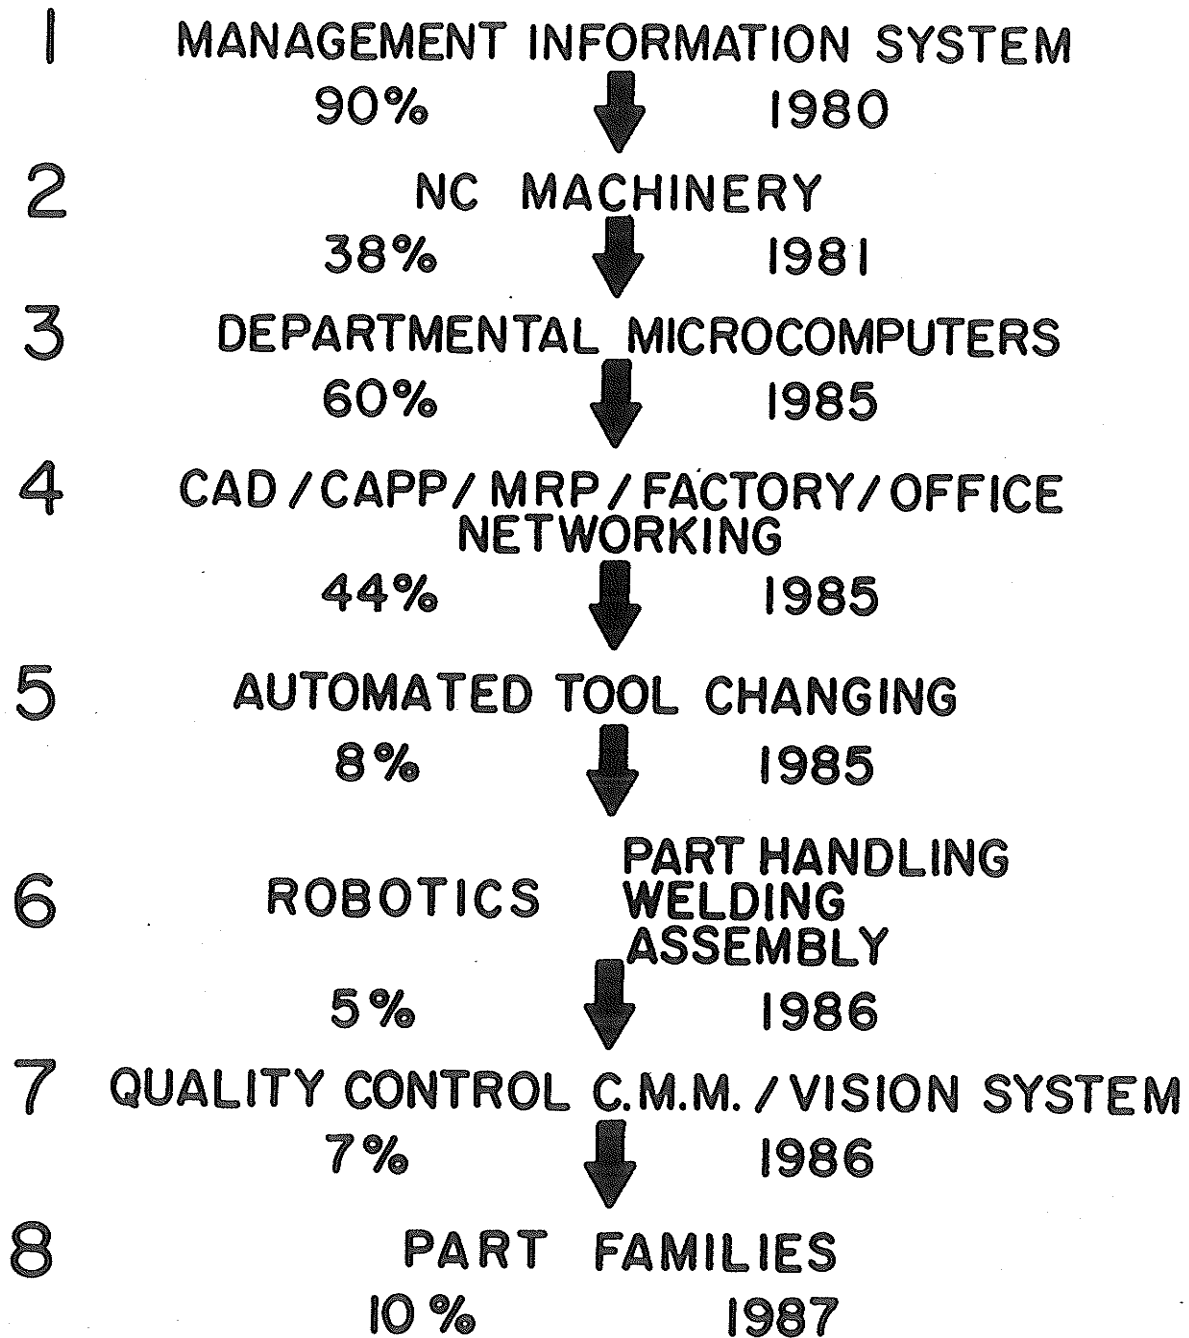 1 MANAGEMENT INFORMATION SYSTEM
90% 1980
2 NC MACHINERY
38% 1981
3 DEPARTMENTAL MICROCOMPUTERS
60% 1985
4 CAD/CAPP/MRP/FACTORY/OFFICE
NETWORKING
44% 1985
5 AUTOMATED TOOL CHANGING
8% 1985
PART HANDLING
6 ROBOTICS WELDING
ASSEMBLY
5% 1986
7 QUALITY CONTROL C.M.M./VISION SYSTEM
7% 1986
8 PART FAMILIES
10% 1987